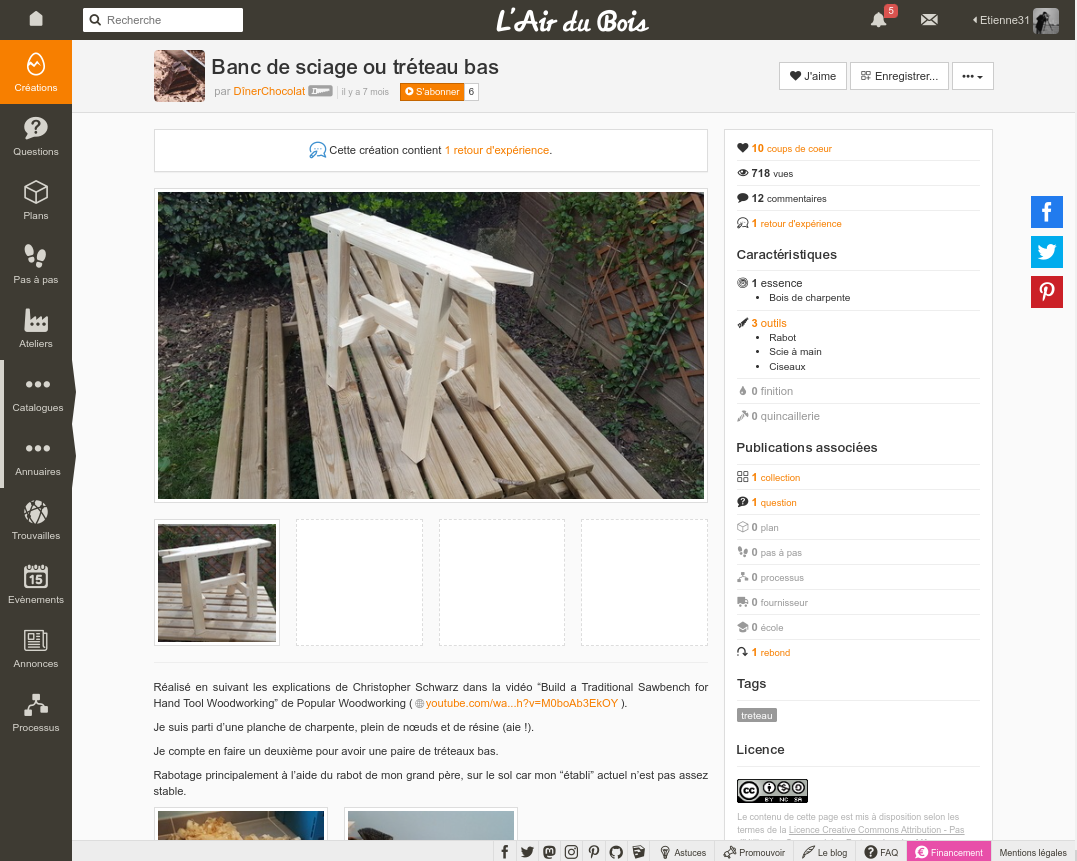 Recherche
L'Air du Bois
5
Etienne31
Créations
Questions
Plans
Pas à pas
Ateliers
Catalogues
Annuaires
Trouvailles
15
Evènements
Annonces
Processus
Banc de sciage ou tréteau bas
par DînerChocolat
il y a 7 mois
S'abonner 6
J'aime
Enregistrer...
Cette création contient 1 retour d'expérience.
Réalisé en suivant les explications de Christopher Schwarz dans la vidéo “Build a Traditional Sawbench for
Hand Tool Woodworking” de Popular Woodworking ( youtube.com/wa...h?v=M0boAb3EkOY ).
Je suis parti d’une planche de charpente, plein de nœuds et de résine (aie !).
Je compte en faire un deuxième pour avoir une paire de tréteaux bas.
Rabotage principalement à l’aide du rabot de mon grand père, sur le sol car mon “établi” actuel n’est pas assez
stable.
10 coups de coeur
718 vues
12 commentaires
1 retour d'expérience
Caractéristiques
1 essence
• Bois de charpente
3 outils
• Rabot
• Scie à main
• Ciseaux
0 finition
0 quincaillerie
Publications associées
1 collection
1 question
0 plan
0 pas à pas
0 processus
0 fournisseur
0 école
1 rebond
Tags
treteau
Licence
cc
BY NC SA
Le contenu de cette page est mis à disposition selon les
termes de la Licence Creative Commons Attribution - Pas
Astuces
Promouvoir
Le blog
FAQ
Financement
Mentions légales